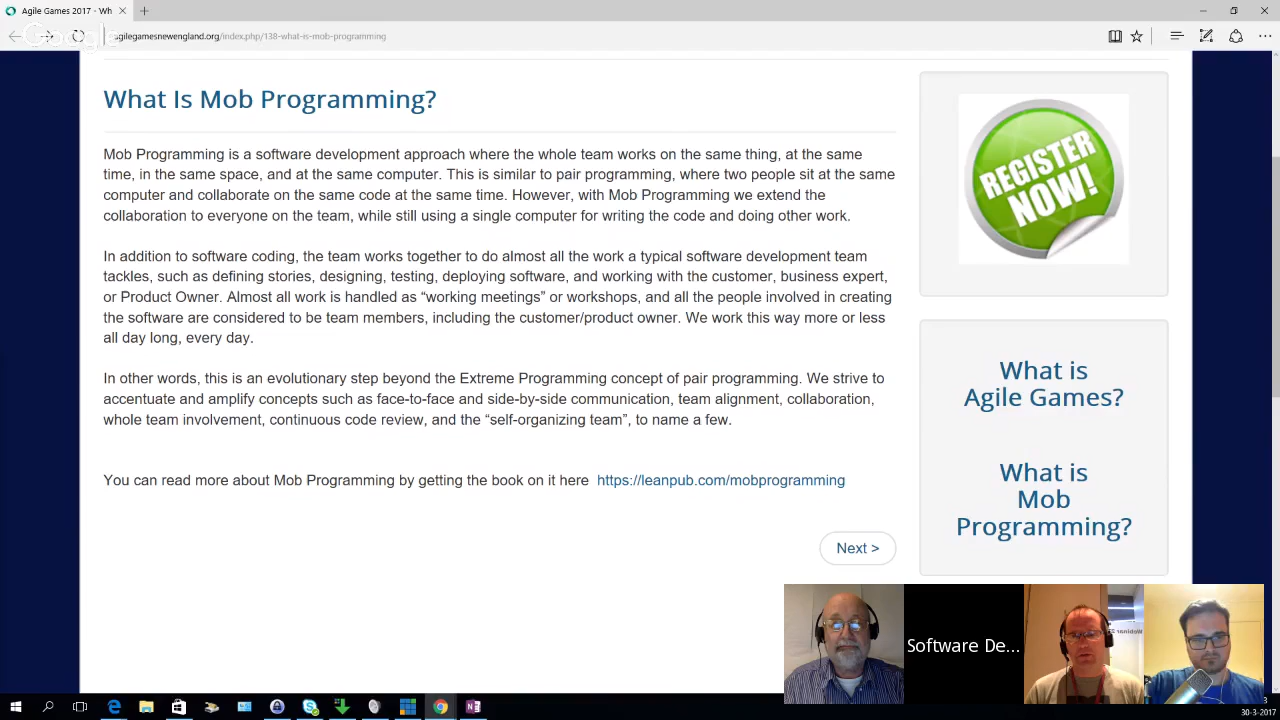 Agile Games 2017 - Wh
agilegamesnewengland.org/index.php/138-what-is-mob-programming
What Is Mob Programming?
Mob Programming is a software development approach where the whole team works on the same thing, at the same
time, in the same space, and at the same computer. This is similar to pair programming, where two people sit at the same
computer and collaborate on the same code at the same time. However, with Mob Programming we extend the
collaboration to everyone on the team, while still using a single computer for writing the code and doing other work.
In addition to software coding, the team works together to do almost all the work a typical software development team
tackles, such as defining stories, designing, testing, deploying software, and working with the customer, business expert,
or Product Owner. Almost all work is handled as “working meetings” or workshops, and all the people involved in creating
the software are considered to be team members, including the customer/product owner. We work this way more or less
all day long, every day.
In other words, this is an evolutionary step beyond the Extreme Programming concept of pair programming. We strive to
accentuate and amplify concepts such as face-to-face and side-by-side communication, team alignment, collaboration,
whole team involvement, continuous code review, and the “self-organizing team”, to name a few.
You can read more about Mob Programming by getting the book on it here https://leanpub.com/mobprogramming
Next >
REGISTER
NOW!
What is
Agile Games?
What is
Mob
Programming?
Software De...
30-3-2017